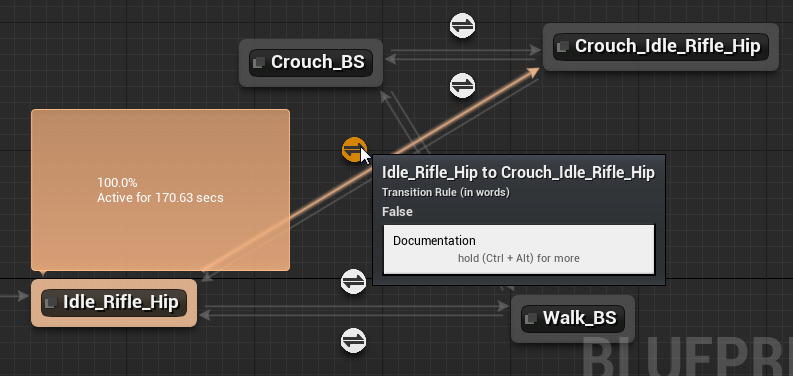 Crouch_BS
Crouch_Idle_Rifle_Hip
100.0%
Active for 170.63 secs
Idle_Rifle_Hip to Crouch_Idle_Rifle_Hip
Transition Rule (in words)
False
Documentation
hold (Ctrl + Alt) for more
Idle_Rifle_Hip
Walk_BS
BLUEPRI